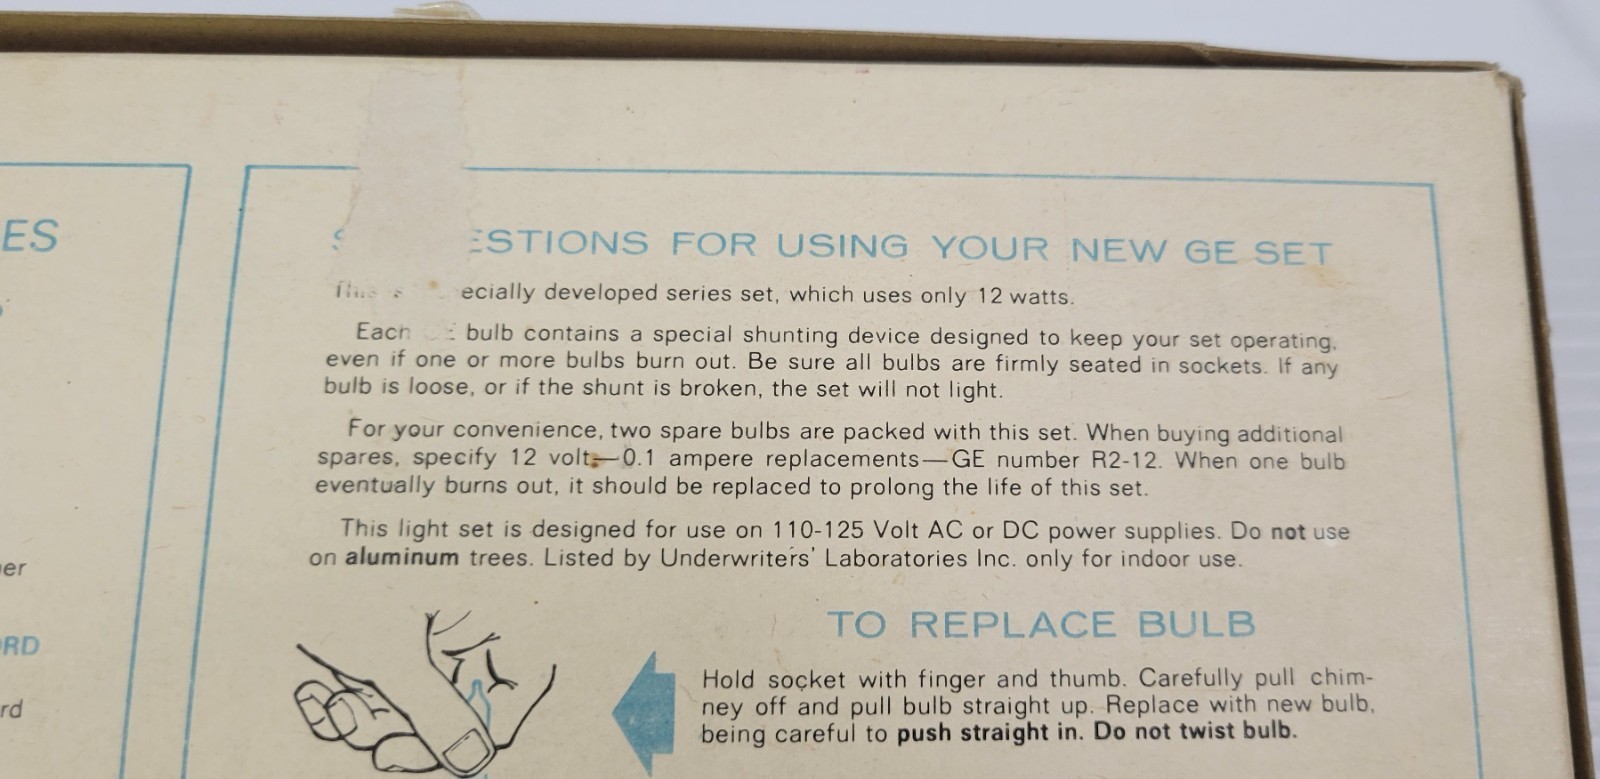 ES
er
RD
rd
ESTIONS FOR USING YOUR NEW GE SET
This ecially developed series set, which uses only 12 watts.
Each bulb contains a special shunting device designed to keep your set operating,
even if one or more bulbs burn out. Be sure all bulbs are firmly seated in sockets. If any
bulb is loose, or if the shunt is broken, the set will not light.
For your convenience, two spare bulbs are packed with this set. When buying additional
spares, specify 12 volt—0.1 ampere replacements—GE number R2-12. When one bulb
eventually burns out, it should be replaced to prolong the life of this set.
This light set is designed for use on 110-125 Volt AC or DC power supplies. Do not use
on aluminum trees. Listed by Underwriters' Laboratories Inc. only for indoor use.
TO REPLACE BULB
Hold socket with finger and thumb. Carefully pull chim-
ney off and pull bulb straight up. Replace with new bulb,
being careful to push straight in. Do not twist bulb.